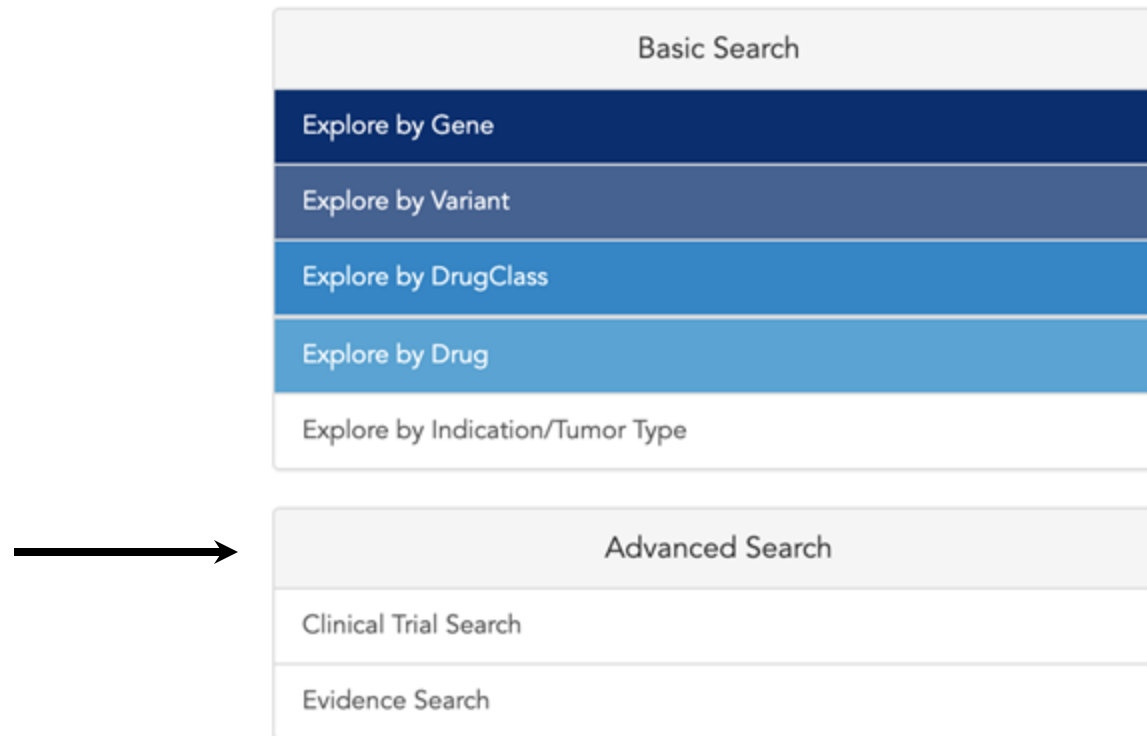 Basic Search
Explore by Gene
Explore by Variant
Explore by DrugClass
Explore by Drug
Explore by Indication/Tumor Type
Advanced Search
Clinical Trial Search
Evidence Search